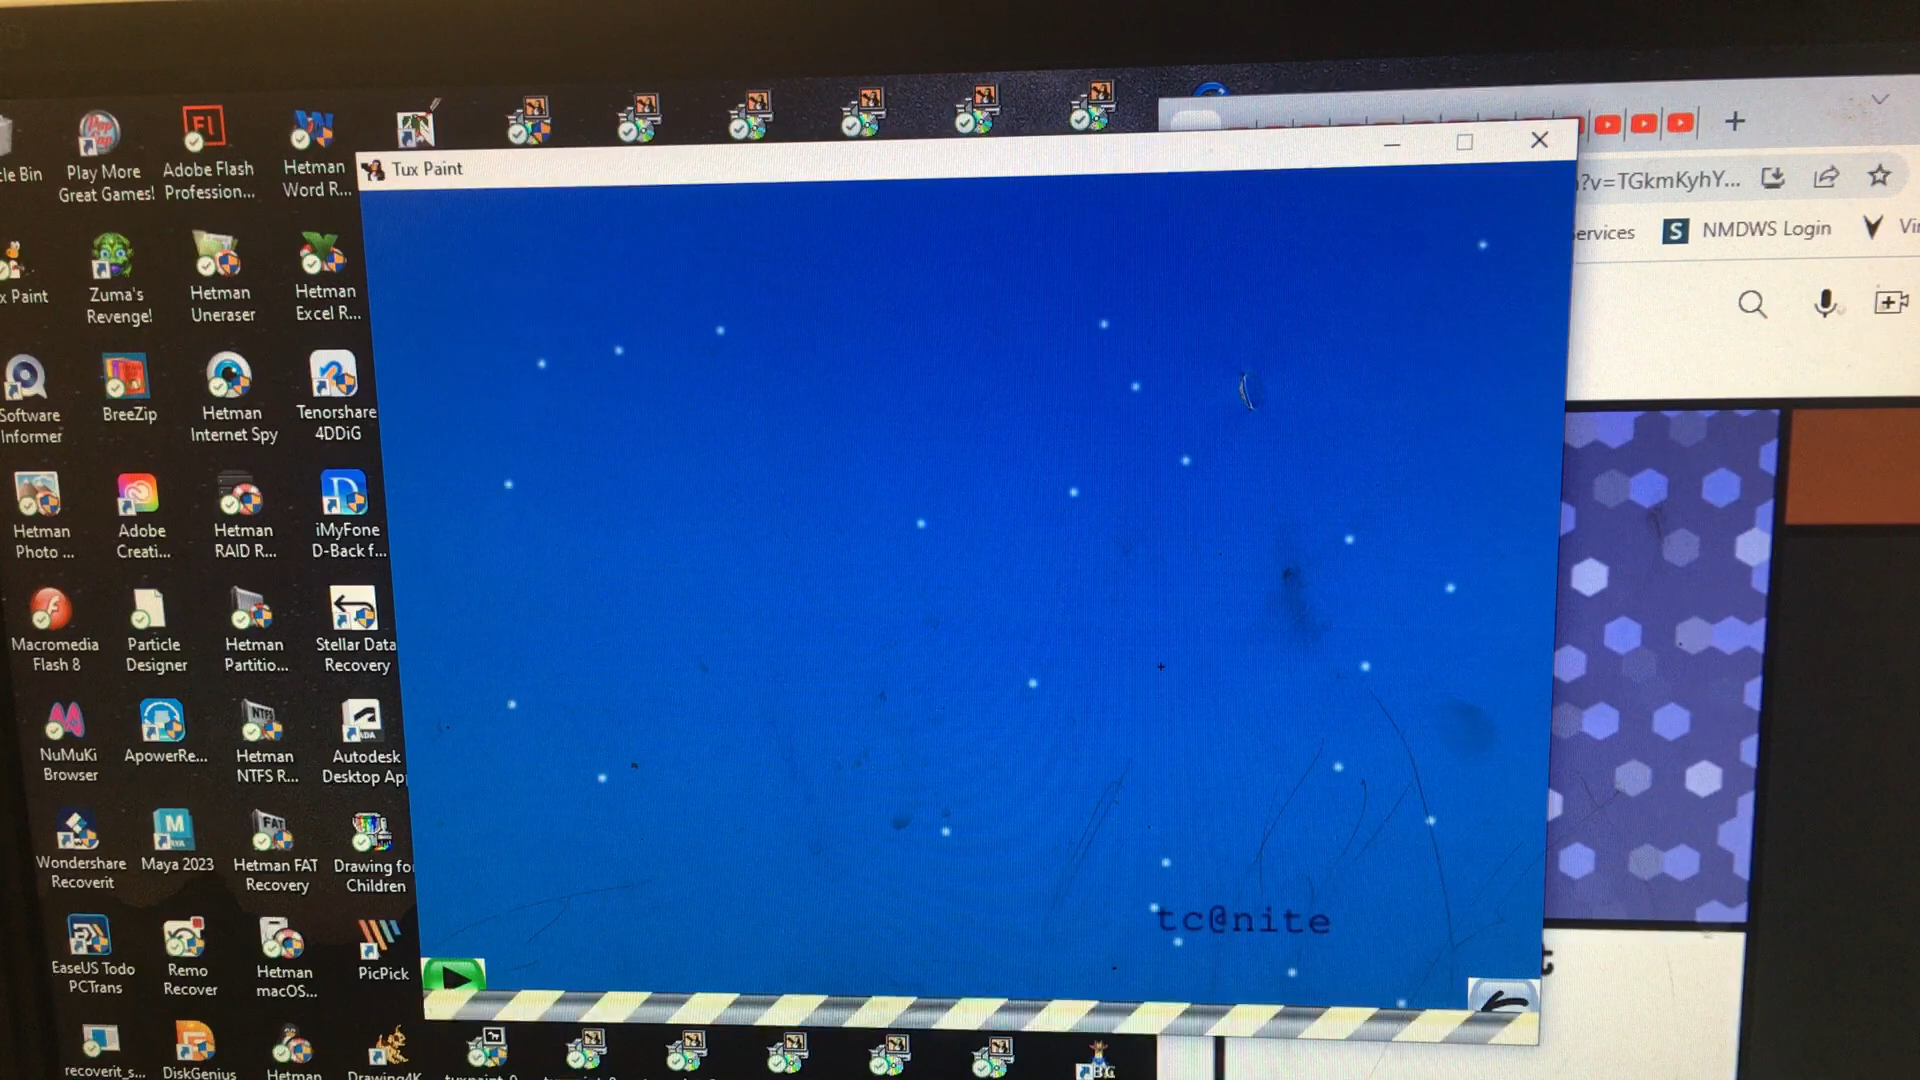 Tux Paint
tc@nite
cle Bin
Play More
Great Games!
Adobe Flash
Profession...
Hetman
Word R...
x Paint
Zuma's
Revenge!
Hetman
Uneraser
Hetman
Excel R...
Software
Informer
BreeZip
Hetman
Internet Spy
Tenorshare
4DDiG
Hetman
Photo ...
Adobe
Creati...
Hetman
RAID R...
iMyFone
D-Back f...
Macromedia
Flash 8
Particle
Designer
Hetman
Partitio...
Stellar Data
Recovery
NuMuKi
Browser
ApowerRe...
Hetman
NTFS R...
Autodesk
Desktop Ap
Wondershare
Recoverit
Maya 2023
Hetman FAT
Recovery
Drawing fo
Children
EaseUS Todo
PCTrans
Remo
Recover
Hetman
macOS...
PicPick
recoverit_s...
DiskGenius
Hetman
Drawing4K
?v=TGkmKyhY...
ervices
NMDWS Login
Vi